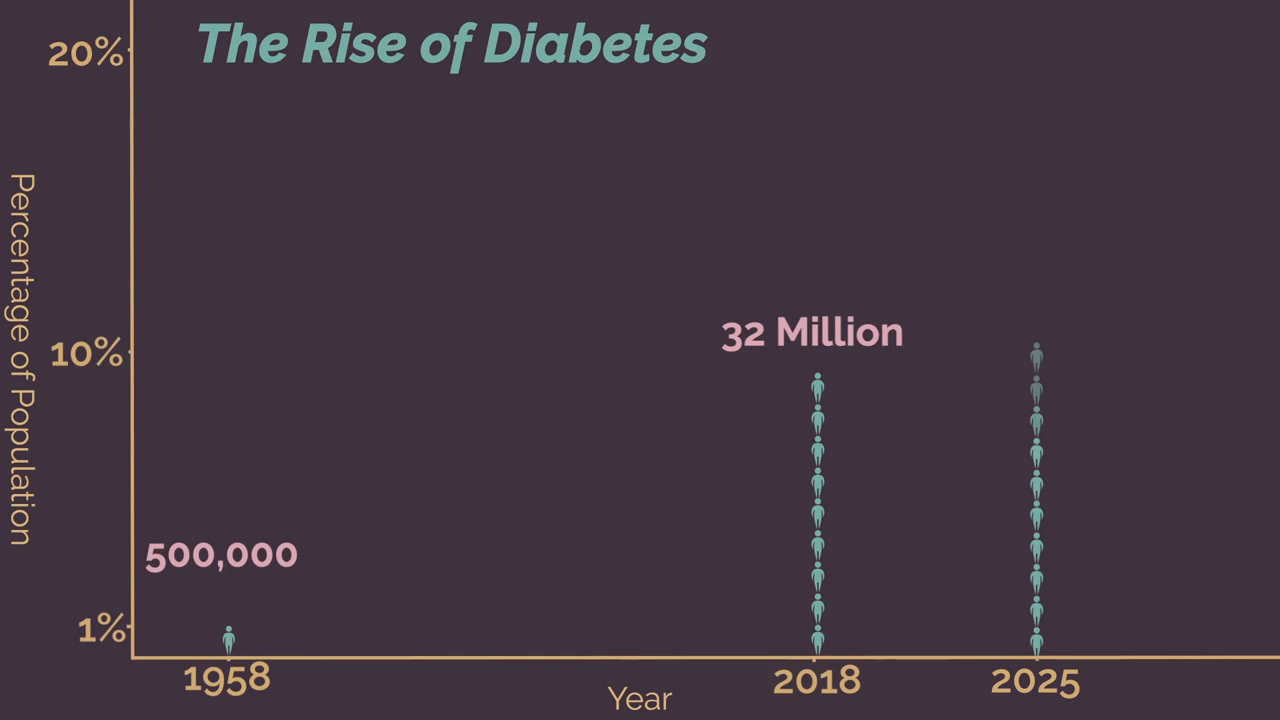 The Rise of Diabetes
20%
10%
1%
Percentage of Population
32 Million
500,000
1958
2018
2025
Year